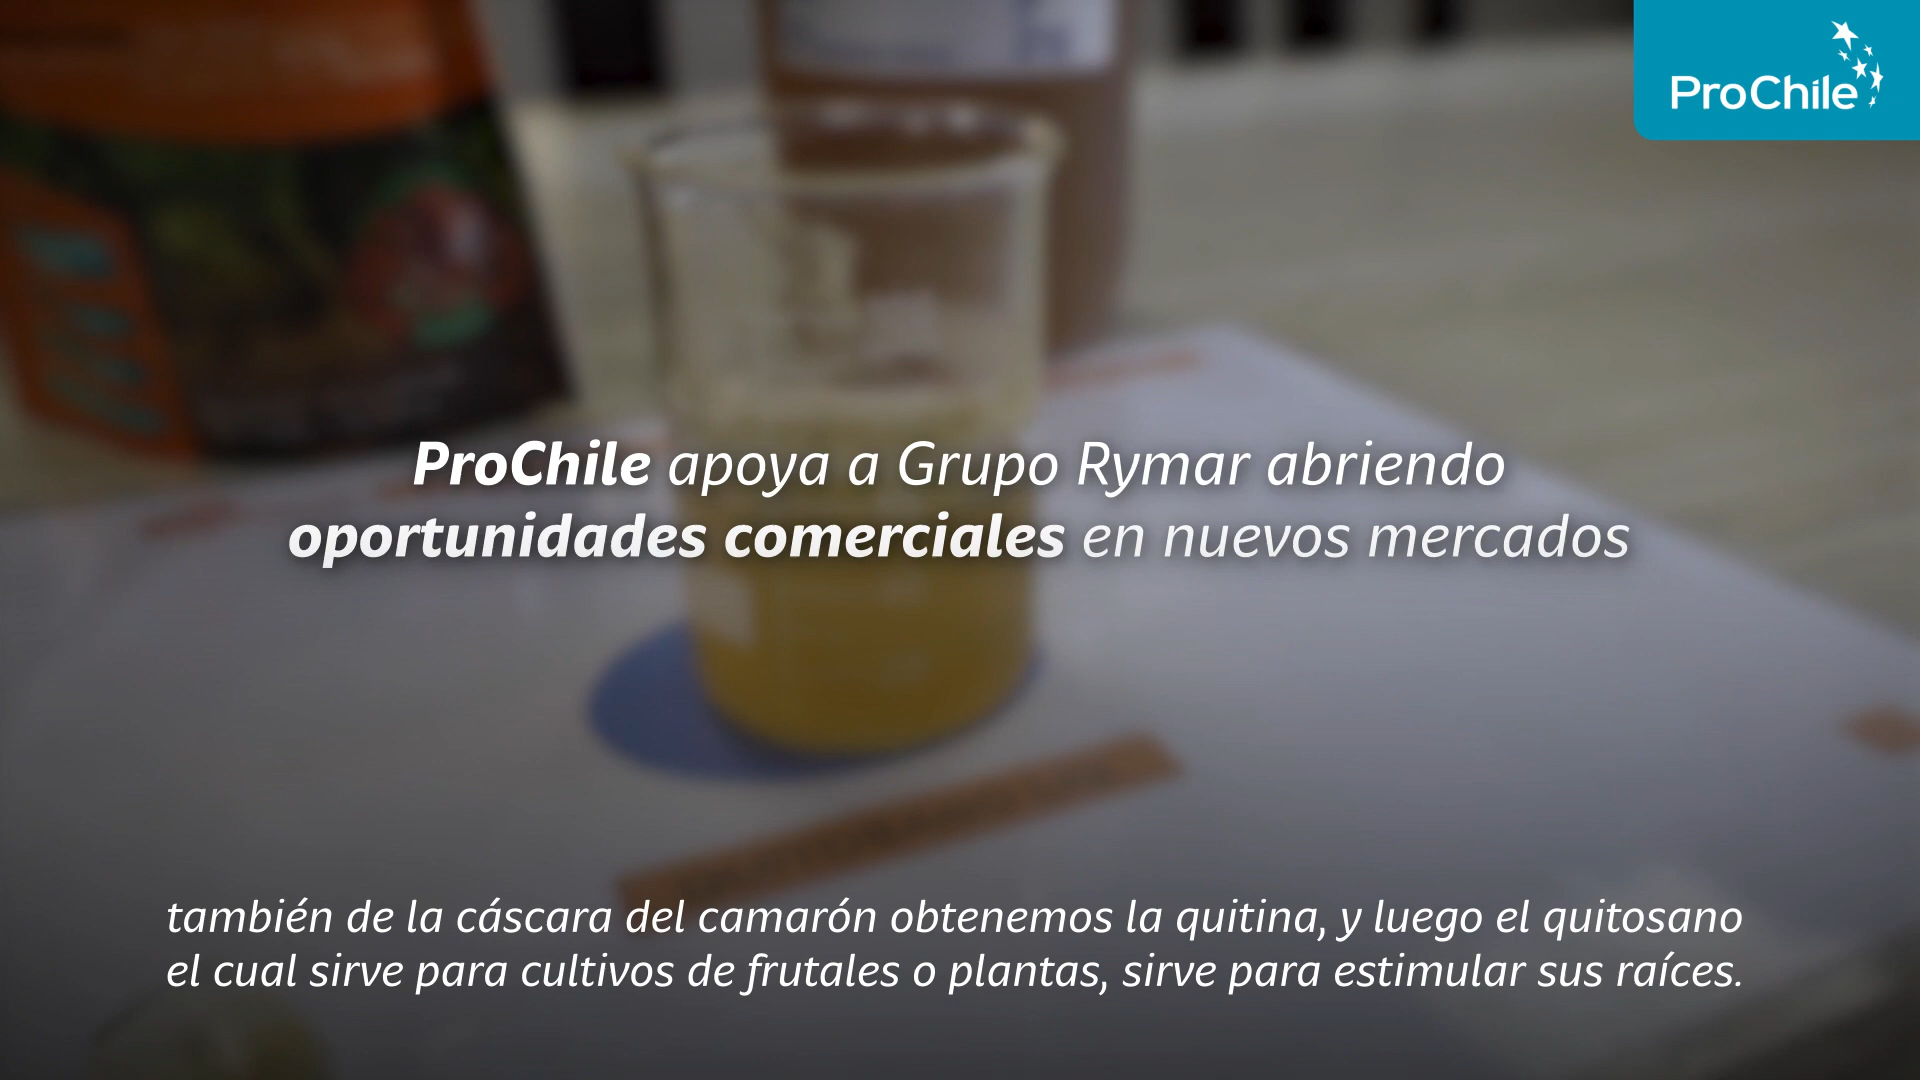 ProChile
ProChile apoya a Grupo Rymar abriendo
oportunidades comerciales en nuevos mercados
también de la cáscara del camarón obtenemos la quitina, y luego el quitosano
el cual sirve para cultivos de frutales o plantas, sirve para estimular sus raíces.